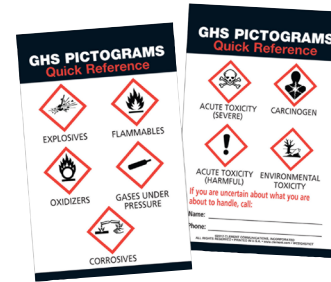 GHS PICTOGRAMS
Quick Reference
EXPLOSIVES
FLAMMABLES
OXIDIZERS
GASES UNDER
PRESSURE
CORROSIVES
GHS PICTOGRAMS
Quick Reference
ACUTE TOXICITY
(SEVERE)
CARCINOGEN
ACUTE TOXICITY
(HARMFUL)
ENVIRONMENTAL
TOXICITY
If you are uncertain about what you are
about to handle, call:
Name:
Phone: